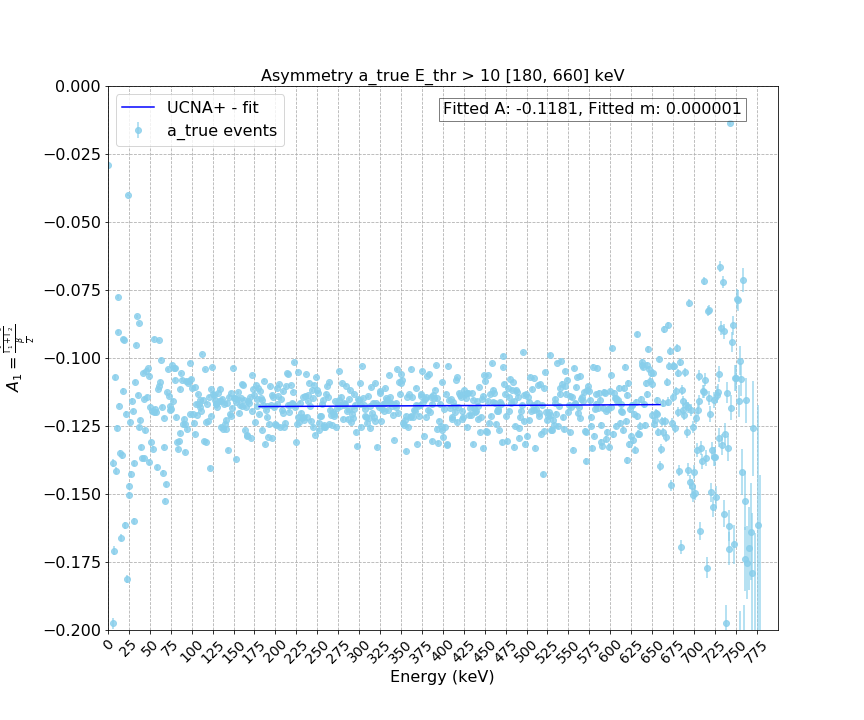 Asymmetry a_true E_thr > 10 [180, 660] keV
UCNA+ - fit
a_true events
Fitted A: -0.1181, Fitted m: 0.000001
0.000
−0.025
−0.050
−0.075
−0.100
−0.125
−0.150
−0.175
−0.200
0 25 50 75 100 125 150 175 200 225 250 275 300 325 350 375 400 425 450 475 500 525 550 575 600 625 650 675 700 725 750 775
Energy (keV)